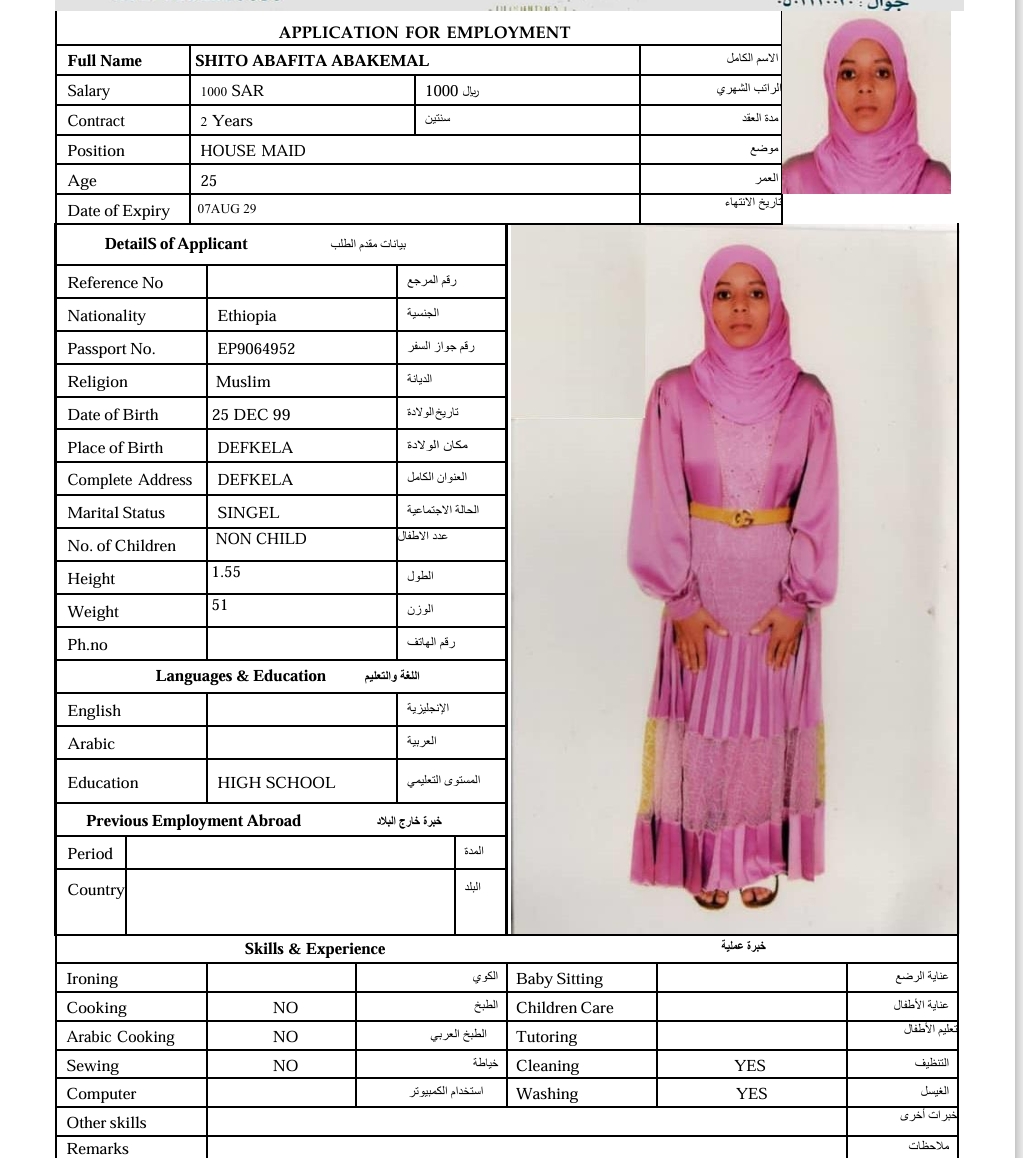 جوال : ٠٥٠١١١٠٠٢٠
APPLICATION FOR EMPLOYMENT
Full Name SHITO ABAFITA ABAKEMAL الاسم الكامل
Salary 1000 SAR 1000 ريال الراتب الشهري
Contract 2 Years سنتين مدة العقد
Position HOUSE MAID موضع
Age 25 العمر
Date of Expiry 07AUG 29 تاريخ الانتهاء
DetailS of Applicant بيانات مقدم الطلب
Reference No رقم المرجع
Nationality Ethiopia الجنسية
Passport No. EP9064952 رقم جواز السفر
Religion Muslim الديانة
Date of Birth 25 DEC 99 تاريخ الولادة
Place of Birth DEFKELA مكان الولادة
Complete Address DEFKELA العنوان الكامل
Marital Status SINGEL الحالة الاجتماعية
No. of Children NON CHILD عدد الاطفال
Height 1.55 الطول
Weight 51 الوزن
Ph.no رقم الهاتف
Languages & Education اللغة والتعليم
English الإنجليزية
Arabic العربية
Education HIGH SCHOOL المستوى التعليمي
Previous Employment Abroad خبرة خارج البلاد
Period المدة
Country البلد
Skills & Experience خبرة عملية
Ironing الكوي Baby Sitting عناية الرضع
Cooking NO الطبخ Children Care عناية الأطفال
Arabic Cooking NO الطبخ العربي Tutoring تعليم الأطفال
Sewing NO خياطة Cleaning YES التنظيف
Computer استخدام الكمبيوتر Washing YES الغيسل
Other skills خبرات أخرى
Remarks ملاحظات